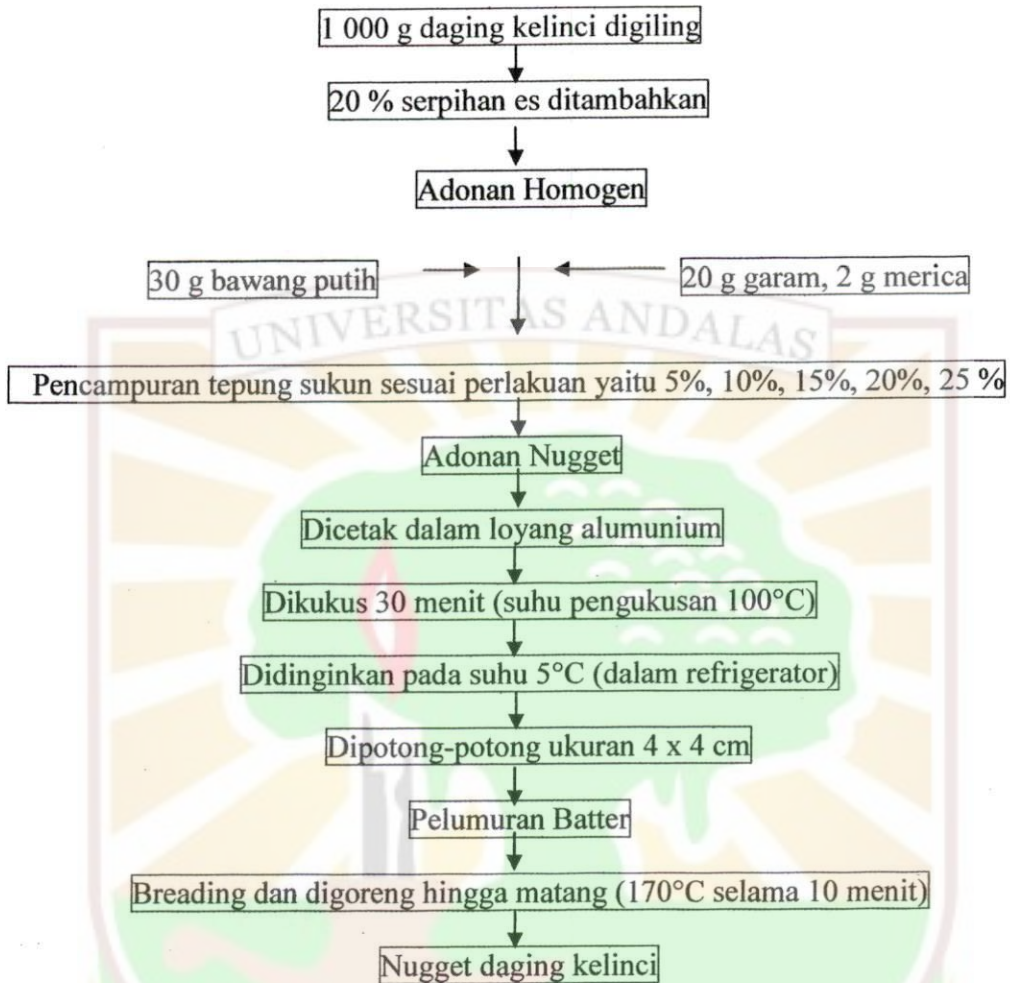 1 000 g daging kelinci digiling
20 % serpihan es ditambahkan
Adonan Homogen
30 g bawang putih
20 g garam, 2 g merica
UNIVERSITAS ANDALAS
Pencampuran tepung sukun sesuai perlakuan yaitu 5%, 10%, 15%, 20%, 25 %
Adonan Nugget
Dicetak dalam loyang alumunium
Dikukus 30 menit (suhu pengukusan 100°C)
Didinginkan pada suhu 5°C (dalam refrigerator)
Dipotong-potong ukuran 4 x 4 cm
Pelumuran Batter
Breading dan digoreng hingga matang (170°C selama 10 menit)
Nugget daging kelinci